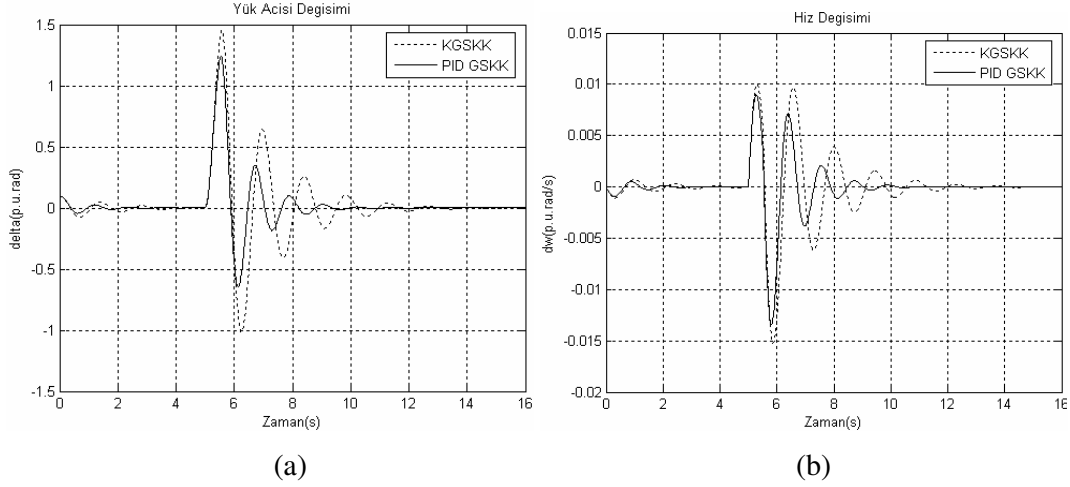 Yük Acisi Degisimi
KGSKK
PID GSKK
delta(p.u.rad)
1.5
1
0.5
0
-0.5
-1
-1.5
0 2 4 6 8 10 12 14 16
Zaman(s)
(a)
Hiz Degisimi
KGSKK
PID GSKK
dw(p.u.rad/s)
0.015
0.01
0.005
0
-0.005
-0.01
-0.015
-0.02
0 2 4 6 8 10 12 14 16
Zaman(s)
(b)